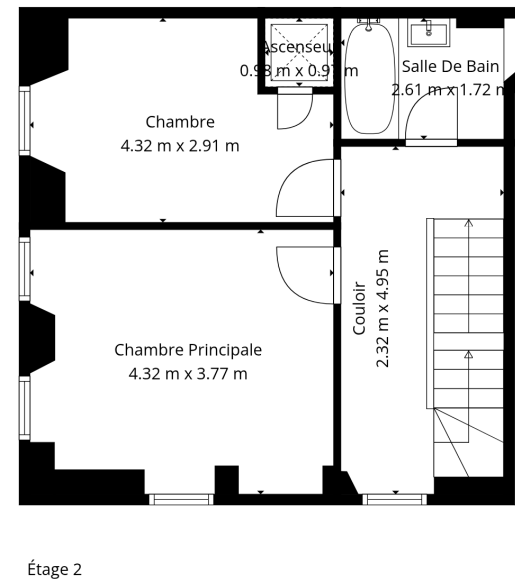 Ascenseur
0.93 m x 0.97 m
Salle De Bain
2.61 m x 1.72 m
Chambre
4.32 m x 2.91 m
Couloir
2.32 m x 4.95 m
Chambre Principale
4.32 m x 3.77 m
Étage 2